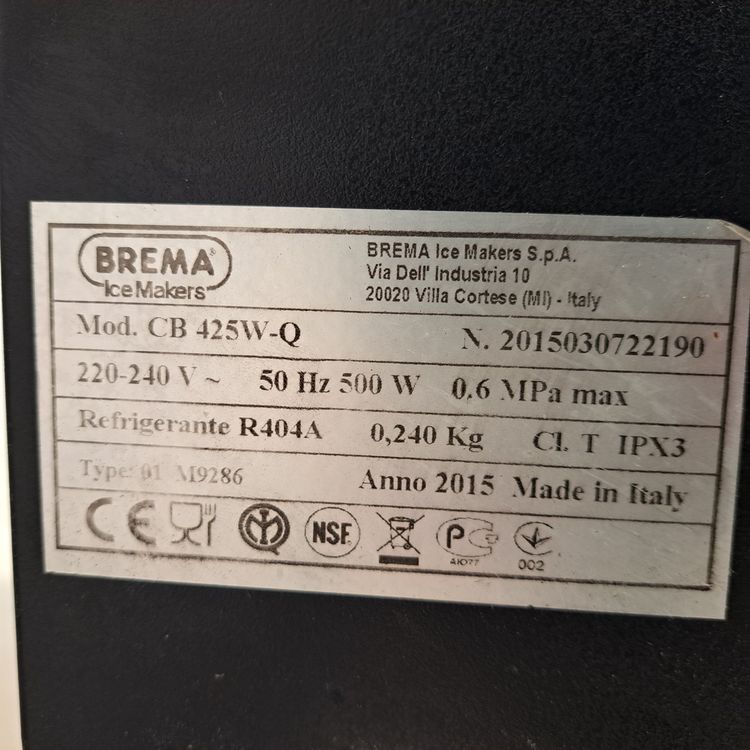 BREMA®
Ice Makers
BREMA Ice Makers S.p.A.
Via Dell' Industria 10
20020 Villa Cortese (MI) - Italy
Mod. CB 425W-Q N. 2015030722190
220-240 V ~ 50 Hz 500 W 0.6 MPa max
Refrigerante R404A 0,240 Kg Cl. T IPX3
Type: 01 M9286 Anno 2015 Made in Italy
CE NSF P 002